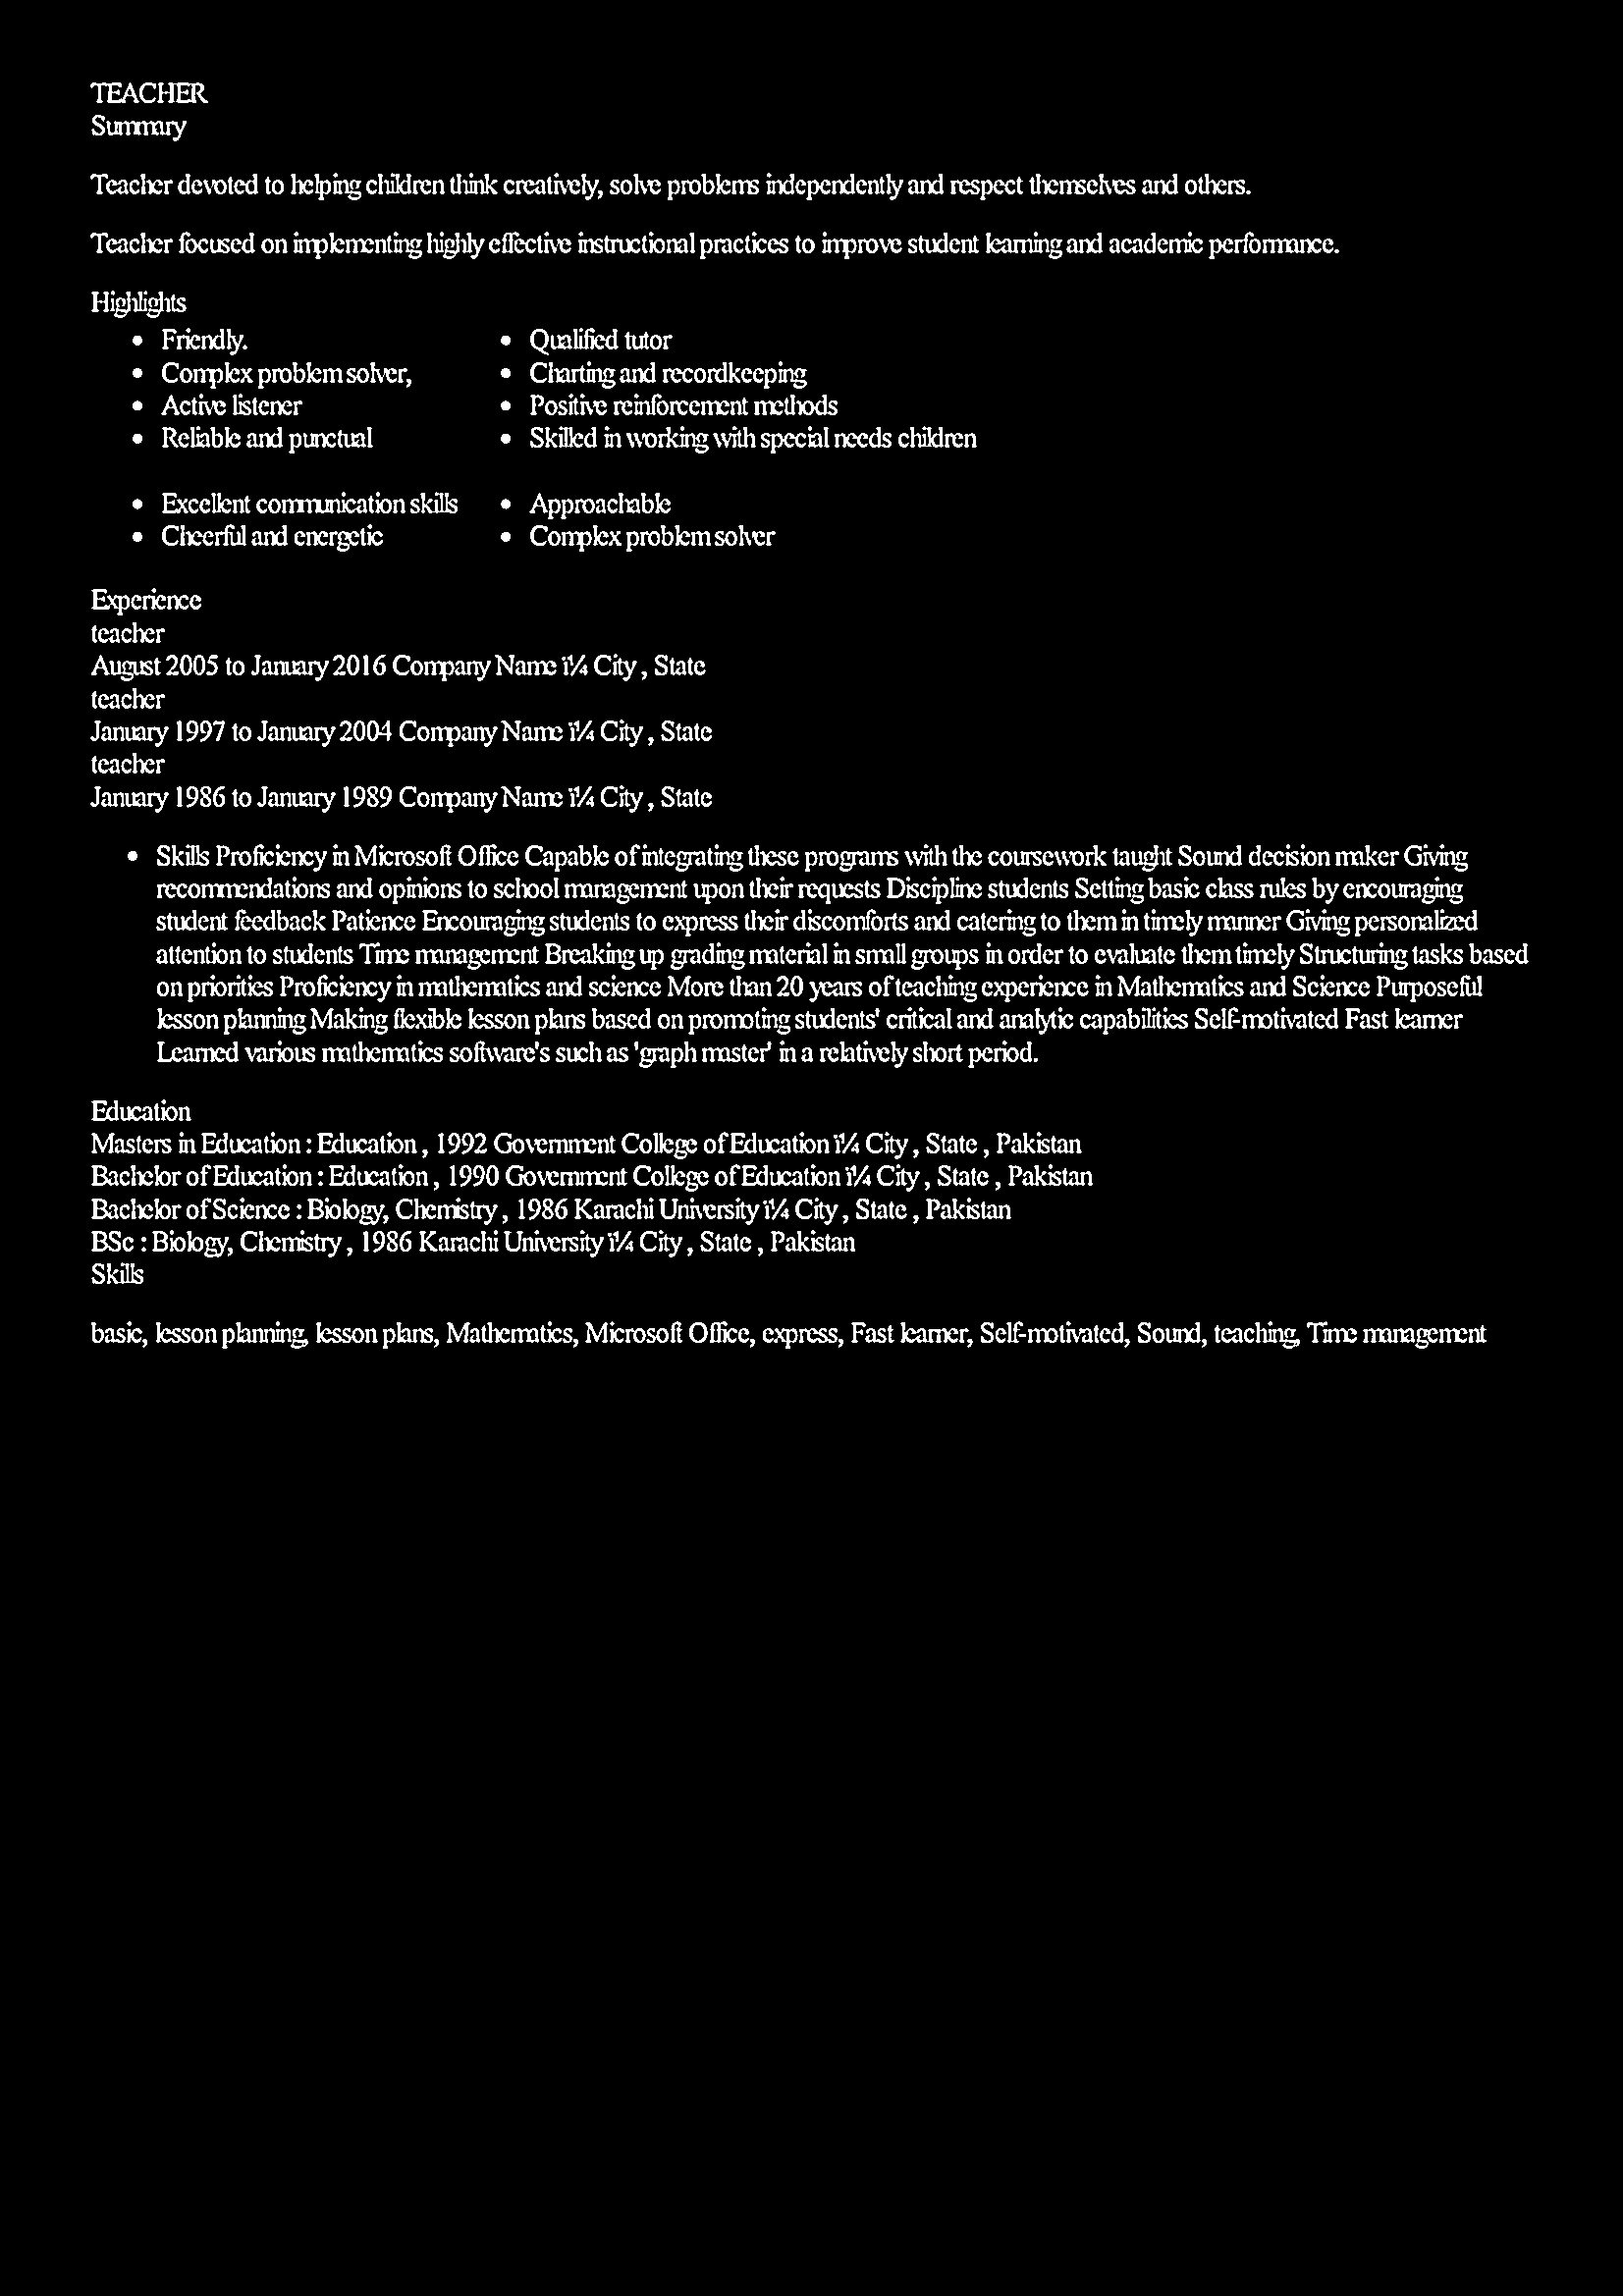 TEACHER
Summary
Teacher devoted to helping children think creatively, solve problems independently and respect themselves and others.
Teacher focused on implementing highly effective instructional practices to improve student learning and academic performance.
Highlights
• Friendly.
• Complex problem solver,
• Active listener
• Reliable and punctual
• Excellent communication skills
• Cheerful and energetic
• Qualified tutor
• Charting and recordkeeping
• Positive reinforcement methods
• Skilled in working with special needs children
• Approachable
• Complex problem solver
Experience
teacher
August 2005 to January 2016 Company Name ï¼ City , State
teacher
January 1997 to January 2004 Company Name ï¼ City , State
teacher
January 1986 to January 1989 Company Name ï¼ City , State
• Skills Proficiency in Microsoft Office Capable of integrating these programs with the coursework taught Sound decision maker Giving
recommendations and opinions to school management upon their requests Discipline students Setting basic class rules by encouraging
student feedback Patience Encouraging students to express their discomforts and catering to them in timely manner Giving personalized
attention to students Time management Breaking up grading material in small groups in order to evaluate them timely Structuring tasks based
on priorities Proficiency in mathematics and science More than 20 years of teaching experience in Mathematics and Science Purposeful
lesson planning Making flexible lesson plans based on promoting students' critical and analytic capabilities Self-motivated Fast learner
Learned various mathematics software's such as 'graph master' in a relatively short period.
Education
Masters in Education : Education , 1992 Government College of Education ï¼ City , State , Pakistan
Bachelor of Education : Education , 1990 Government College of Education ï¼ City , State , Pakistan
Bachelor of Science : Biology, Chemistry , 1986 Karachi University ï¼ City , State , Pakistan
BSc : Biology, Chemistry , 1986 Karachi University ï¼ City , State , Pakistan
Skills
basic, lesson planning, lesson plans, Mathematics, Microsoft Office, express, Fast learner, Self-motivated, Sound, teaching, Time management